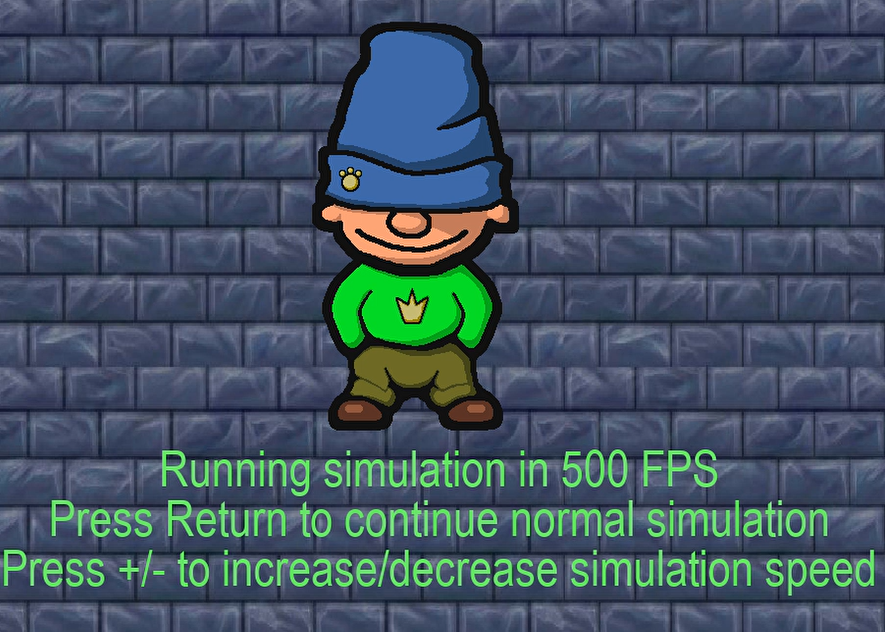 Running simulation in 500 FPS
Press Return to continue normal simulation
Press +/- to increase/decrease simulation speed